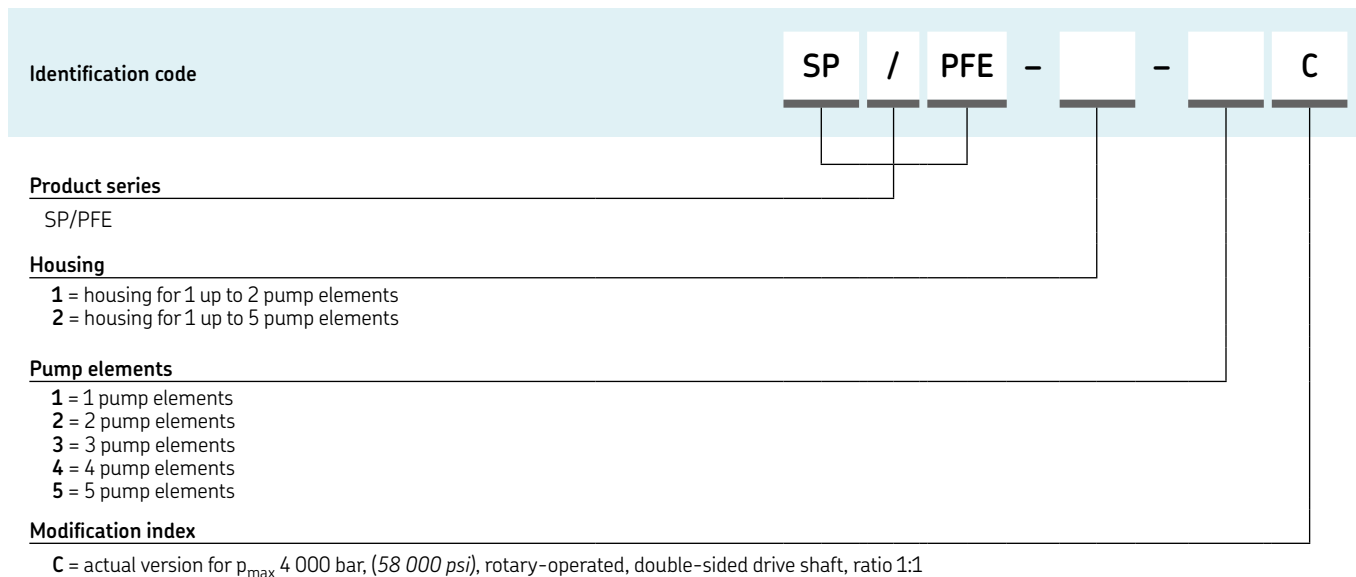 Identification code SP / PFE – – C
Product series
SP/PFE
Housing
1 = housing for 1 up to 2 pump elements
2 = housing for 1 up to 5 pump elements
Pump elements
1 = 1 pump elements
2 = 2 pump elements
3 = 3 pump elements
4 = 4 pump elements
5 = 5 pump elements
Modification index
C = actual version for pmax 4 000 bar, (58 000 psi), rotary-operated, double-sided drive shaft, ratio 1:1